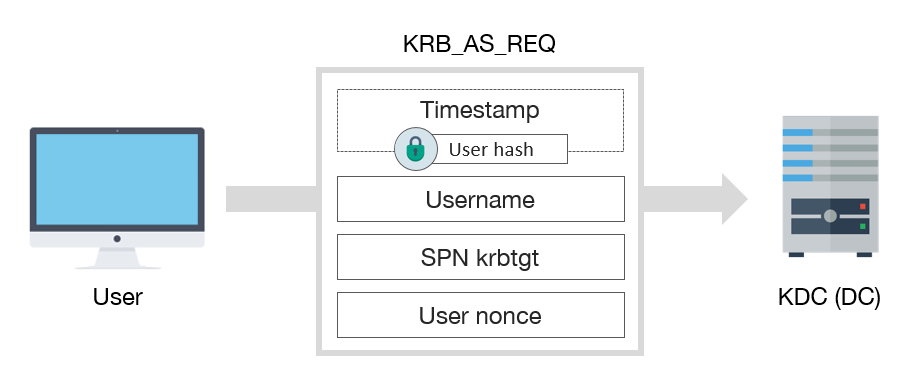 KRB_AS_REQ
Timestamp
User hash
Username
SPN krbtgt
User nonce
User
KDC (DC)